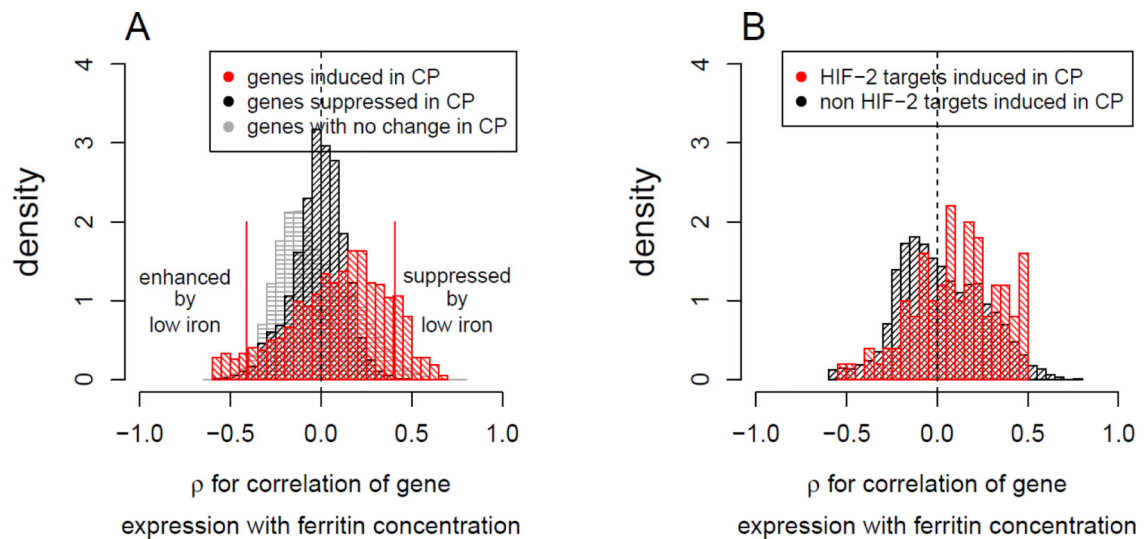 A
4
3
2
1
0
density
genes induced in CP
genes suppressed in CP
genes with no change in CP
enhanced
by
low iron
suppressed
by
low iron
−1.0 −0.5 0.0 0.5 1.0
ρ for correlation of gene
expression with ferritin concentration
B
4
3
2
1
0
density
HIF−2 targets induced in CP
non HIF−2 targets induced in CP
−1.0 −0.5 0.0 0.5 1.0
ρ for correlation of gene
expression with ferritin concentration